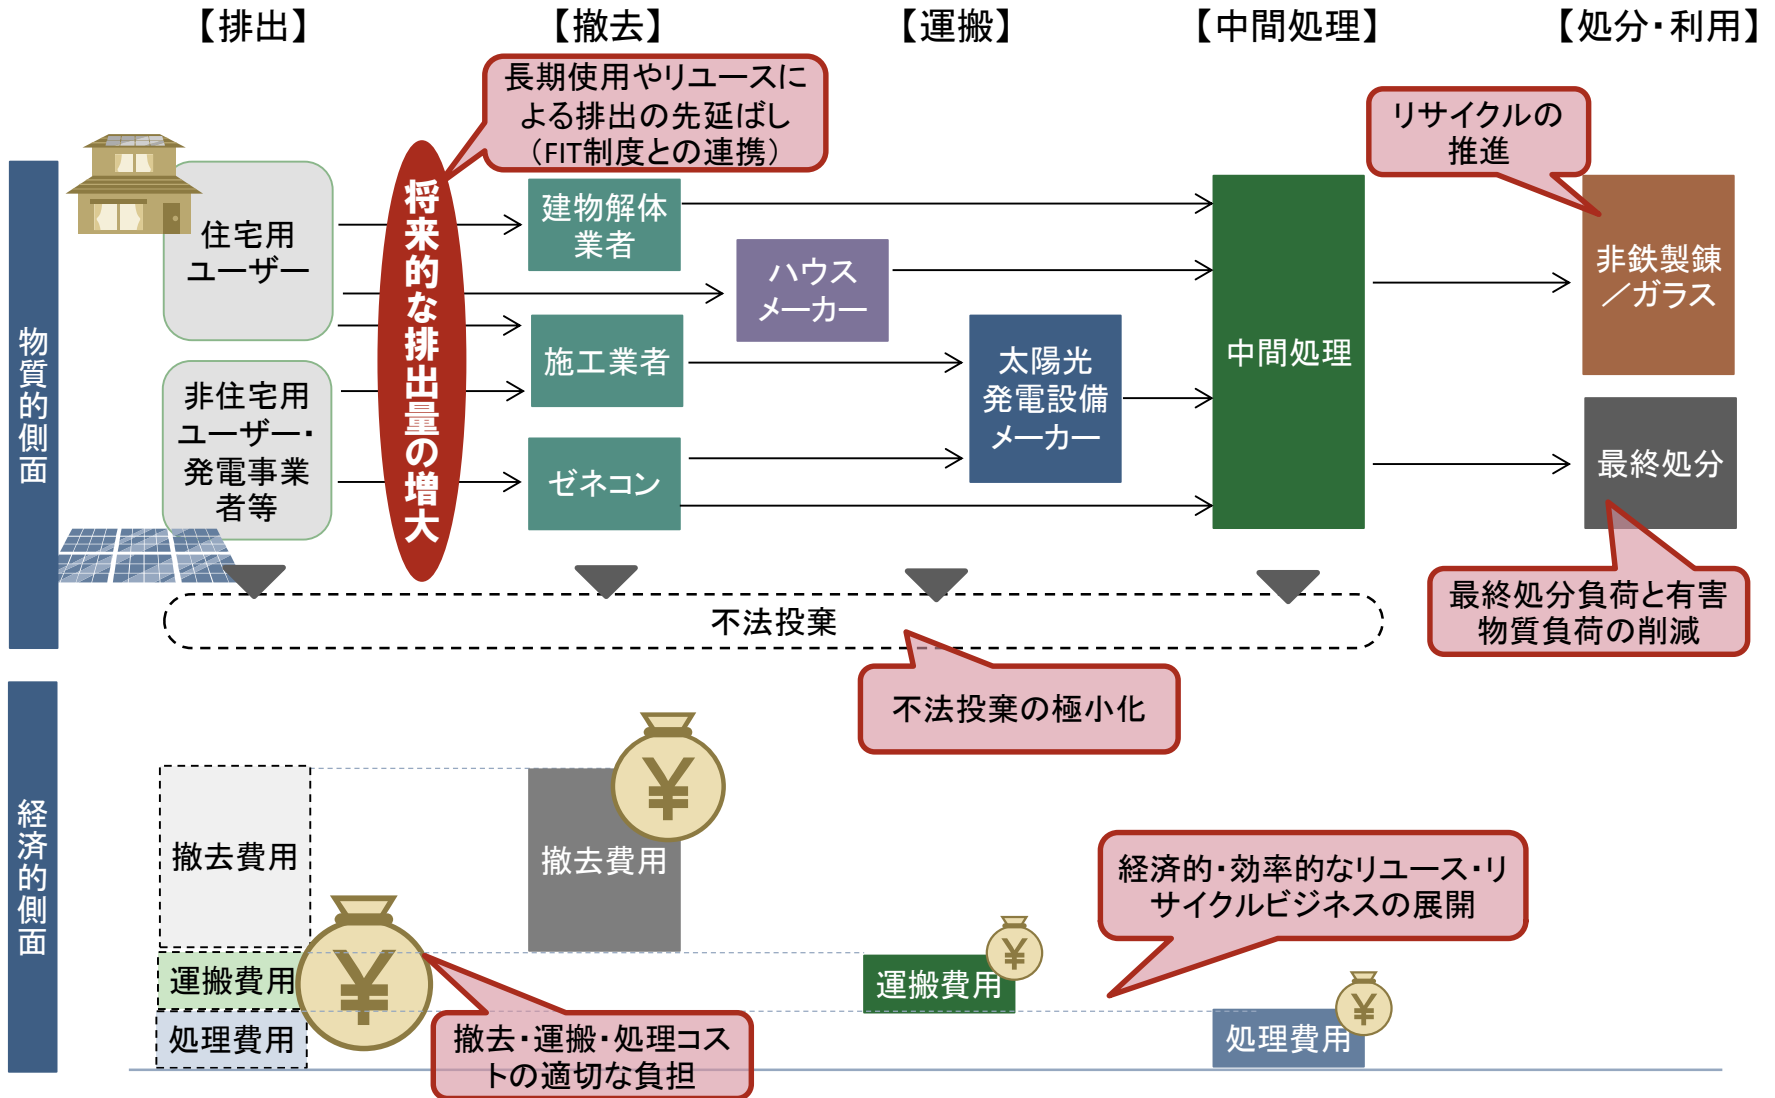 【排出】
【撤去】
【運搬】
【中間処理】
【処分・利用】
長期使用やリユースに
よる排出の先延ばし
（FIT制度との連携）
リサイクルの
推進
物質的側面
住宅用
ユーザー
非住宅用
ユーザー・
発電事業
者等
将来的な排出量の増大
建物解体
業者
施工業者
ゼネコン
ハウス
メーカー
太陽光
発電設備
メーカー
中間処理
非鉄製錬
／ガラス
最終処分
不法投棄
最終処分負荷と有害
物質負荷の削減
不法投棄の極小化
経済的側面
撤去費用
運搬費用
処理費用
¥
撤去費用
¥
運搬費用
¥
処理費用
¥
経済的・効率的なリユース・リ
サイクルビジネスの展開
撤去・運搬・処理コス
トの適切な負担